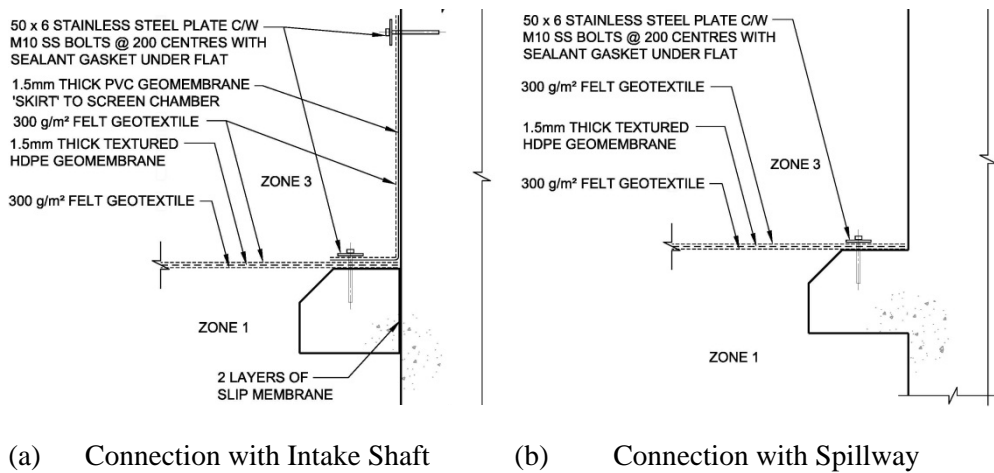 50 x 6 STAINLESS STEEL PLATE C/W
M10 SS BOLTS @ 200 CENTRES WITH
SEALANT GASKET UNDER FLAT
1.5mm THICK PVC GEOMEMBRANE
'SKIRT' TO SCREEN CHAMBER
300 g/m² FELT GEOTEXTILE
1.5mm THICK TEXTURED
HDPE GEOMEMBRANE
ZONE 3
300 g/m² FELT GEOTEXTILE
ZONE 1
2 LAYERS OF
SLIP MEMBRANE
50 x 6 STAINLESS STEEL PLATE C/W
M10 SS BOLTS @ 200 CENTRES WITH
SEALANT GASKET UNDER FLAT
300 g/m² FELT GEOTEXTILE
1.5mm THICK TEXTURED
HDPE GEOMEMBRANE
ZONE 3
300 g/m² FELT GEOTEXTILE
ZONE 1
(a) Connection with Intake Shaft
(b) Connection with Spillway